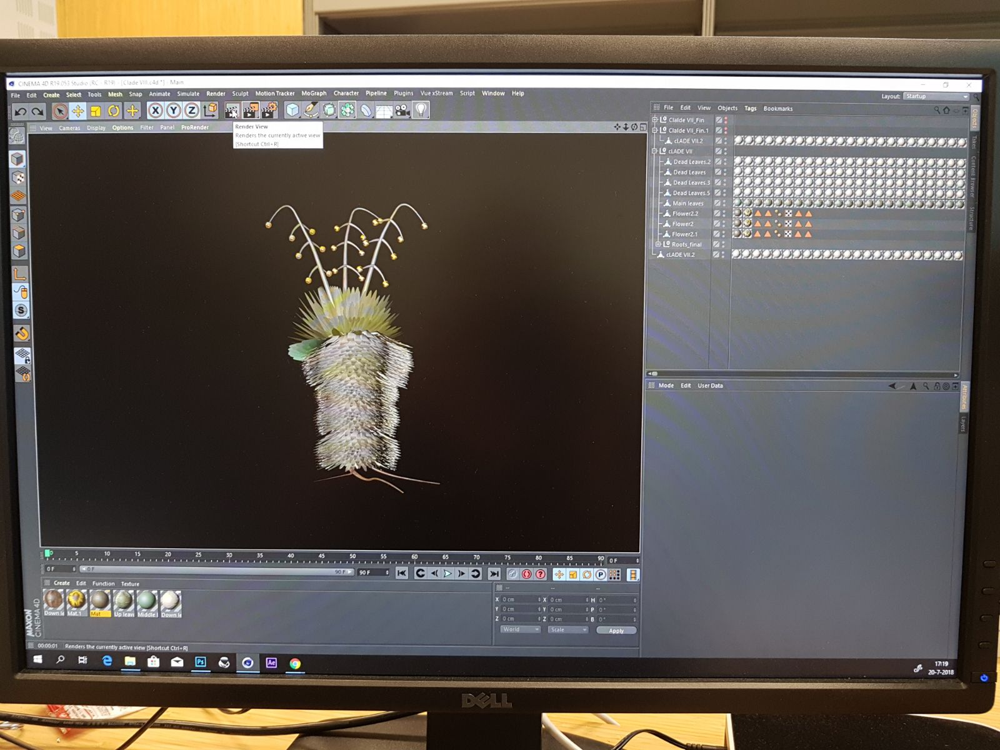 CINEMA 4D R19.053 Studio (RC - R19) - [Clade VIII.c4d *] - Main
File Edit Create Select Tools Mesh Snap Animate Simulate Render Sculpt Motion Tracker MoGraph Character Pipeline Plugins Vue xStream Script Window Help
Layout: Startup
X Y Z
File Edit View Objects Tags Bookmarks
View Cameras Display Options Filter Panel ProRender
Render View
Renders the currently active view
[Shortcut Ctrl+R]
Clalde VII_Fin
Clalde VII_Fin.1
cLADE VII.2
cLADE VII
Dead Leaves.2
Dead Leaves
Dead Leaves.3
Dead Leaves.5
Main leaves
Flower2.2
Flower2
Flower2.1
Roots_final
cLADE VII.2
Objects
Takes
Content Browser
Structure
S
Mode Edit User Data
Attributes
Layers
0 5 10 15 20 25 30 35 40 45 50 55 60 65 70 75 80 85 90 0 F
0 F 0 F 90 F 90 F
P
Create Edit Function Texture
Down le Mat.1 Mat Up leav Middle l Down le
-- -- --
X 0 cm X 0 cm H 0 °
Y 0 cm Y 0 cm P 0 °
Z 0 cm Z 0 cm B 0 °
World Scale Apply
MAXON
CINEMA 4D
00:00:01 Renders the currently active view [Shortcut Ctrl+R]
Ps Ae
17:19
20-7-2018
DELL